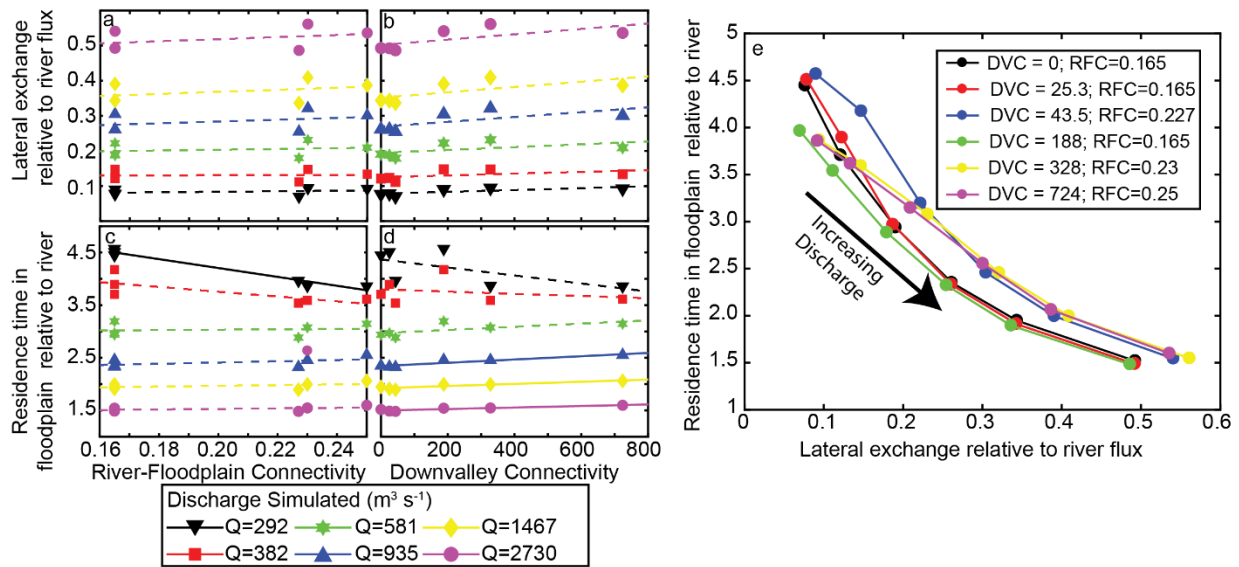 a
b
Lateral exchange
relative to river flux
0.5
0.4
0.3
0.2
0.1
c
d
Residence time in
floodplain relative to river
5.5
4.5
3.5
2.5
1.5
0.16 0.18 0.20 0.22 0.24 0 200 400 600 800
River-Floodplain Connectivity
Downvalley Connectivity
Discharge Simulated (m³ s⁻¹)
Q=292 Q=581 Q=1467
Q=382 Q=935 Q=2730
e
Residence time in floodplain relative to river
4.5
4.0
3.5
3.0
2.5
2.0
1.5
1
DVC = 0; RFC=0.165
DVC = 25.3; RFC=0.165
DVC = 43.5; RFC=0.227
DVC = 188; RFC=0.165
DVC = 328; RFC=0.23
DVC = 724; RFC=0.25
Increasing
Discharge
0 0.1 0.2 0.3 0.4 0.5 0.6
Lateral exchange relative to river flux